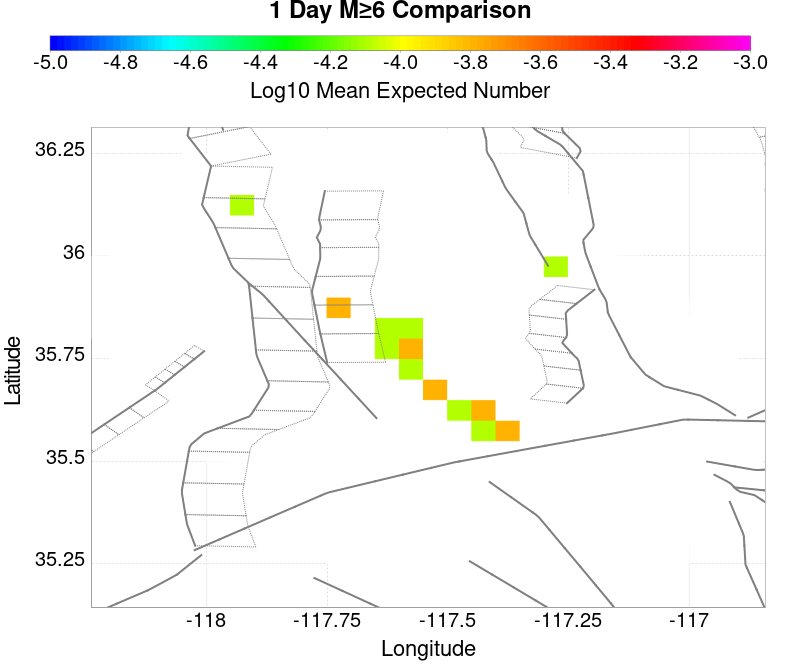 1 Day M≥6 Comparison
-5.0 -4.8 -4.6 -4.4 -4.2 -4.0 -3.8 -3.6 -3.4 -3.2 -3.0
Log10 Mean Expected Number
36.25
36
35.75
35.5
35.25
Latitude
-118 -117.75 -117.5 -117.25 -117
Longitude